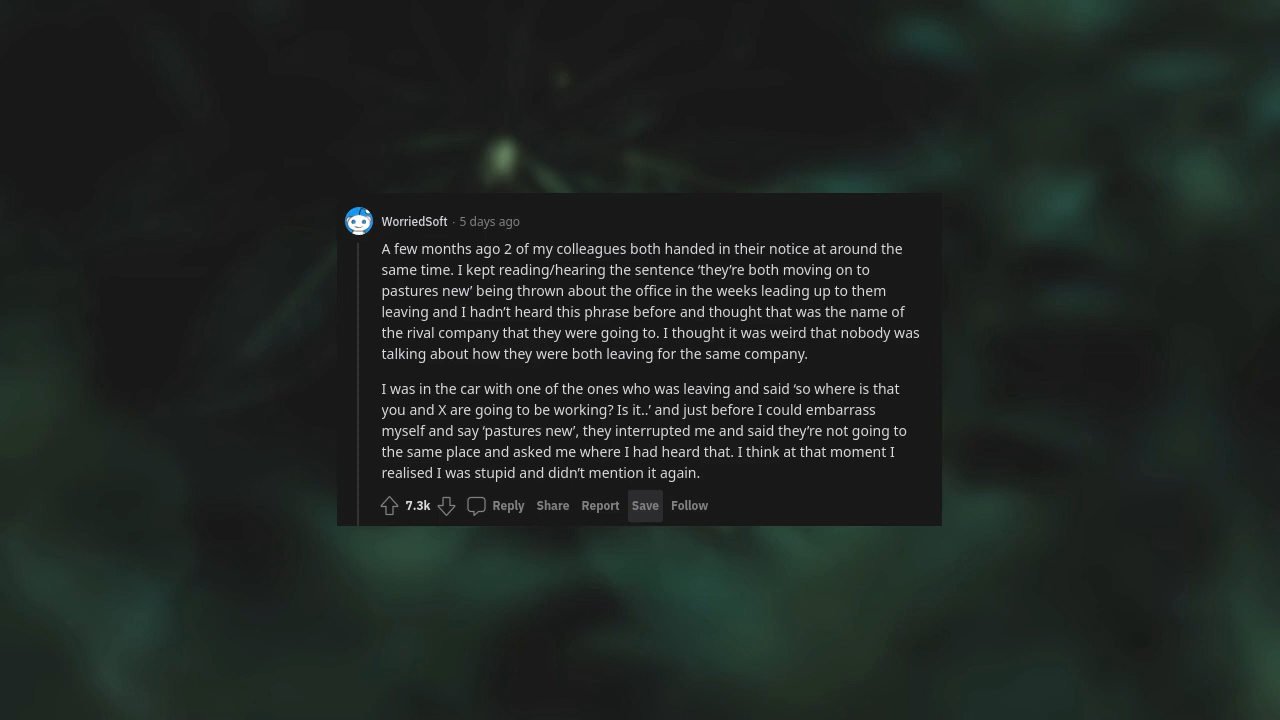 WorriedSoft · 5 days ago
A few months ago 2 of my colleagues both handed in their notice at around the
same time. I kept reading/hearing the sentence ‘they’re both moving on to
pastures new’ being thrown about the office in the weeks leading up to them
leaving and I hadn’t heard this phrase before and thought that was the name of
the rival company that they were going to. I thought it was weird that nobody was
talking about how they were both leaving for the same company.
I was in the car with one of the ones who was leaving and said ‘so where is that
you and X are going to be working? Is it..’ and just before I could embarrass
myself and say ‘pastures new’, they interrupted me and said they’re not going to
the same place and asked me where I had heard that. I think at that moment I
realised I was stupid and didn’t mention it again.
7.3k Reply Share Report Save Follow